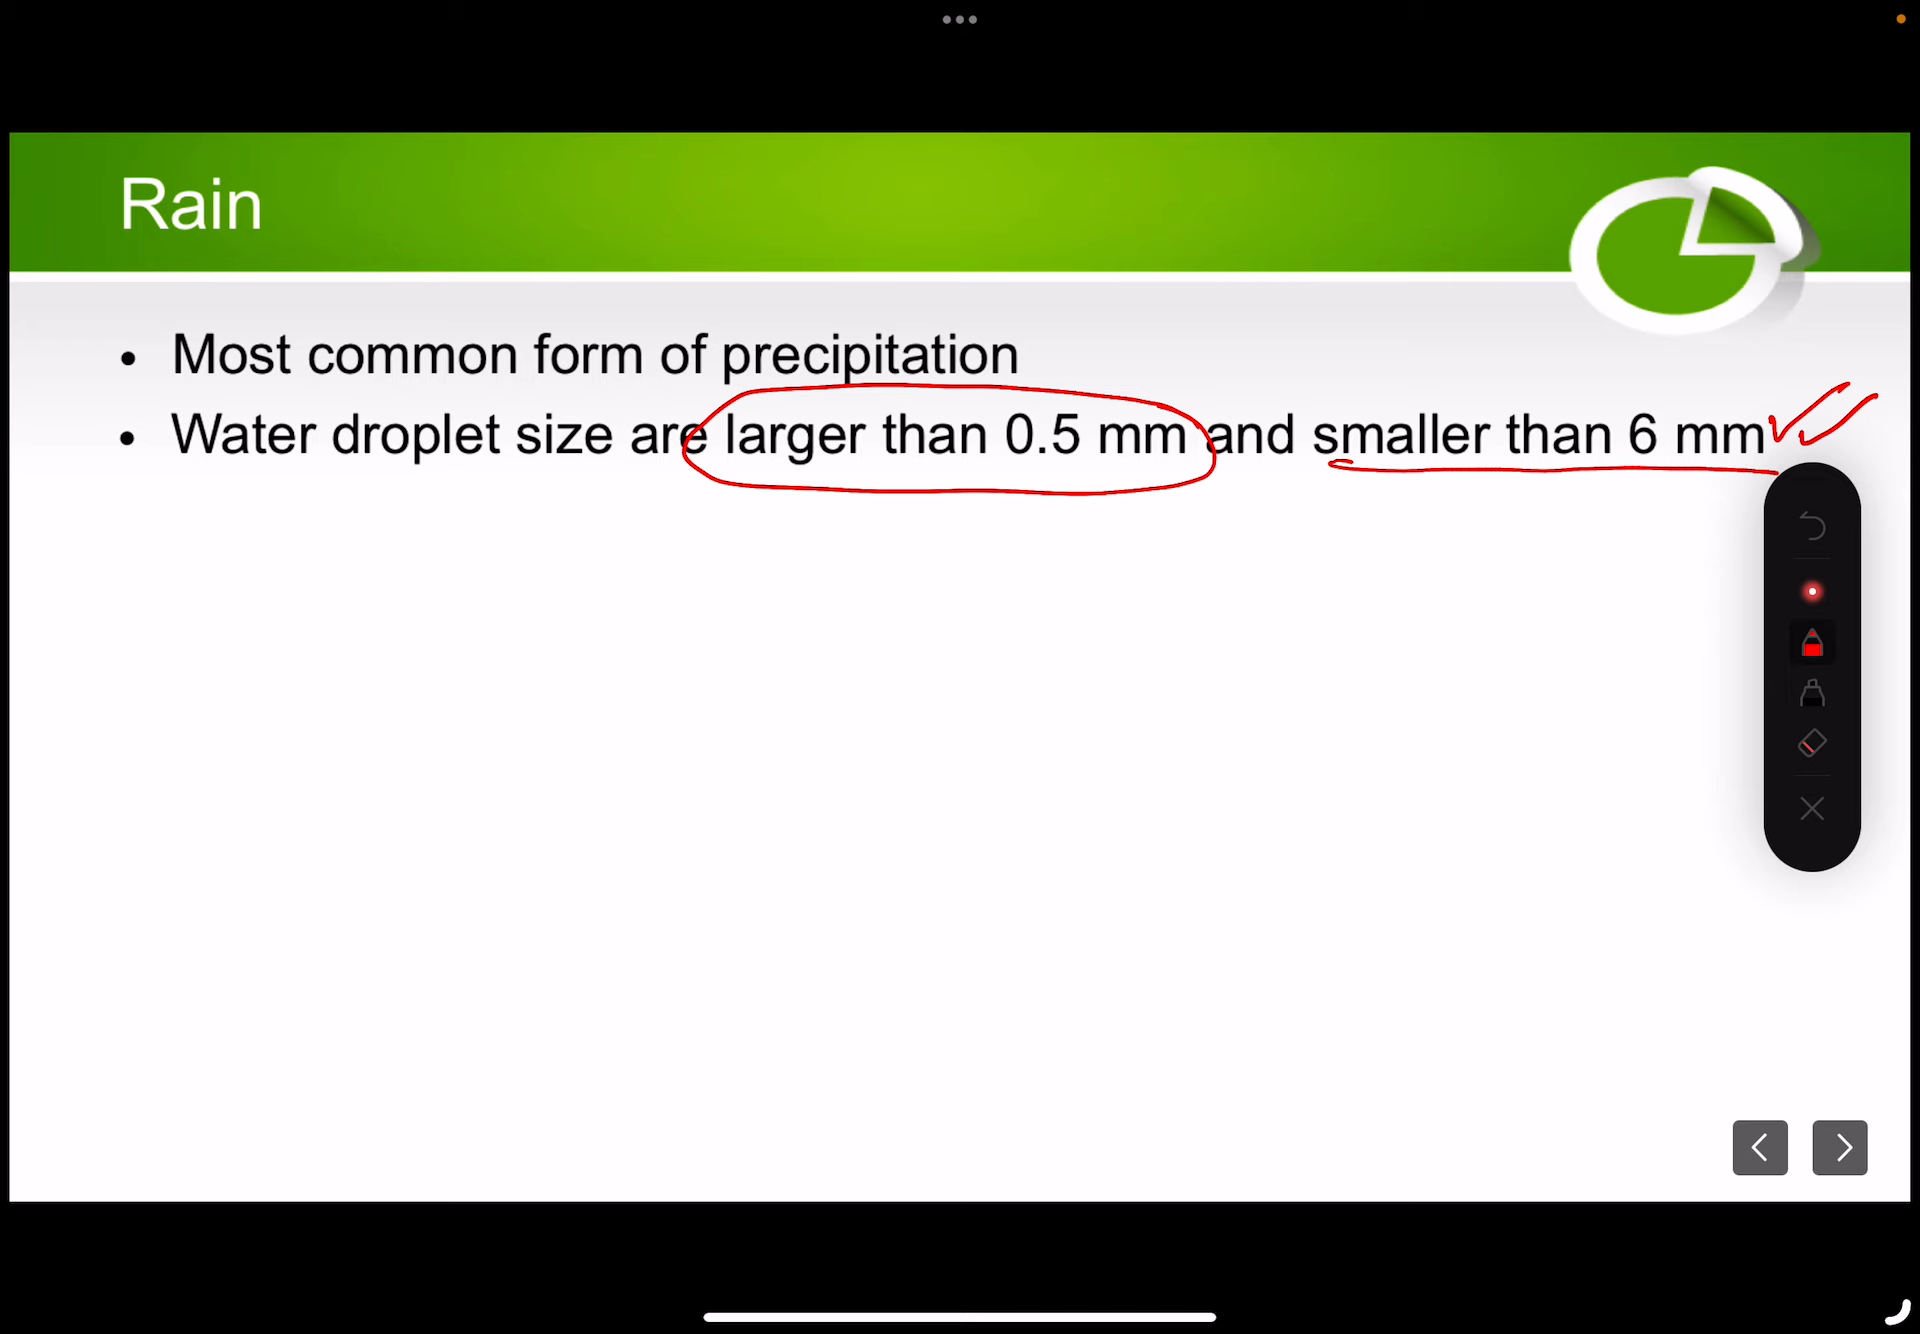 Rain
• Most common form of precipitation
• Water droplet size are larger than 0.5 mm and smaller than 6 mm